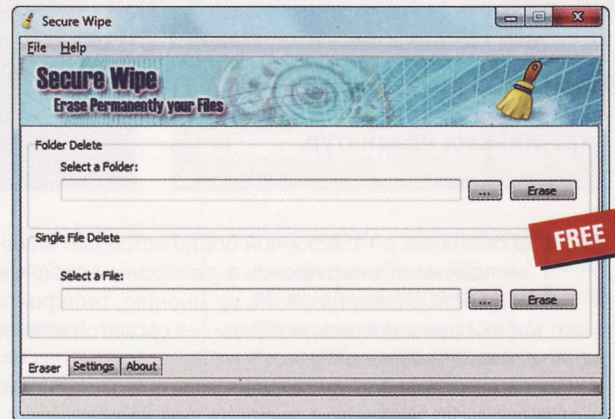 Secure Wipe
File Help
Secure Wipe
Erase Permanently your Files
Folder Delete
Select a Folder:
... Erase
FREE
Single File Delete
Select a File:
... Erase
Eraser Settings About